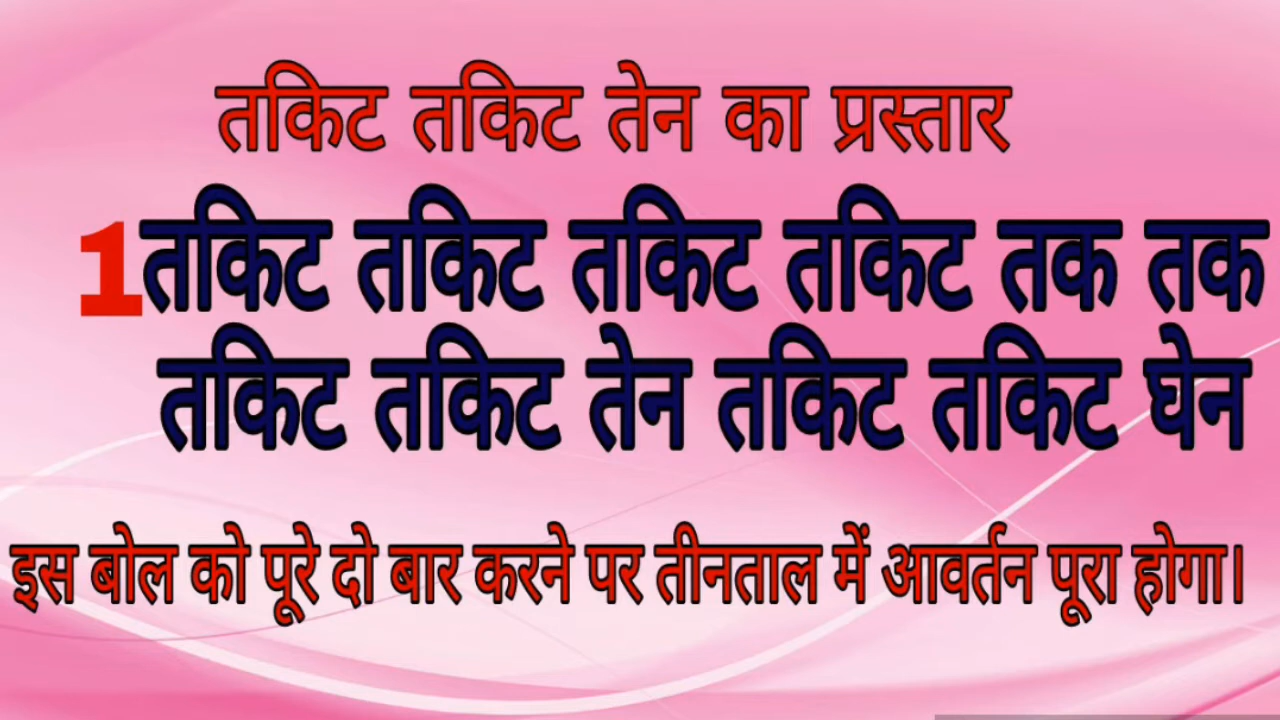 तकिट तकिट तेन का प्रस्तार
1तकिट तकिट तकिट तकिट तक तक
तकिट तकिट तेन तकिट तकिट घेन
इस बोल को पूरे दो बार करने पर तीनताल में आवर्तन पूरा होगा।